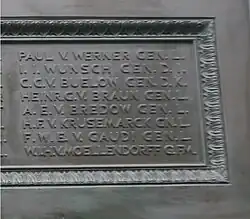 PAUL V. WERNER GEN. L.
WUNSCH GEN.
C. C. V. BUELOW GEN.
HEINR. G. V. BRAUN GEN. L.
A. E. V. BREDOW GEN. L.
H. F. V. KRUSEMARCK GEN. L.
F. W. E. V. GAUDI GEN. L.
W. J. H. V. MOELLENDORFF G. F. M.